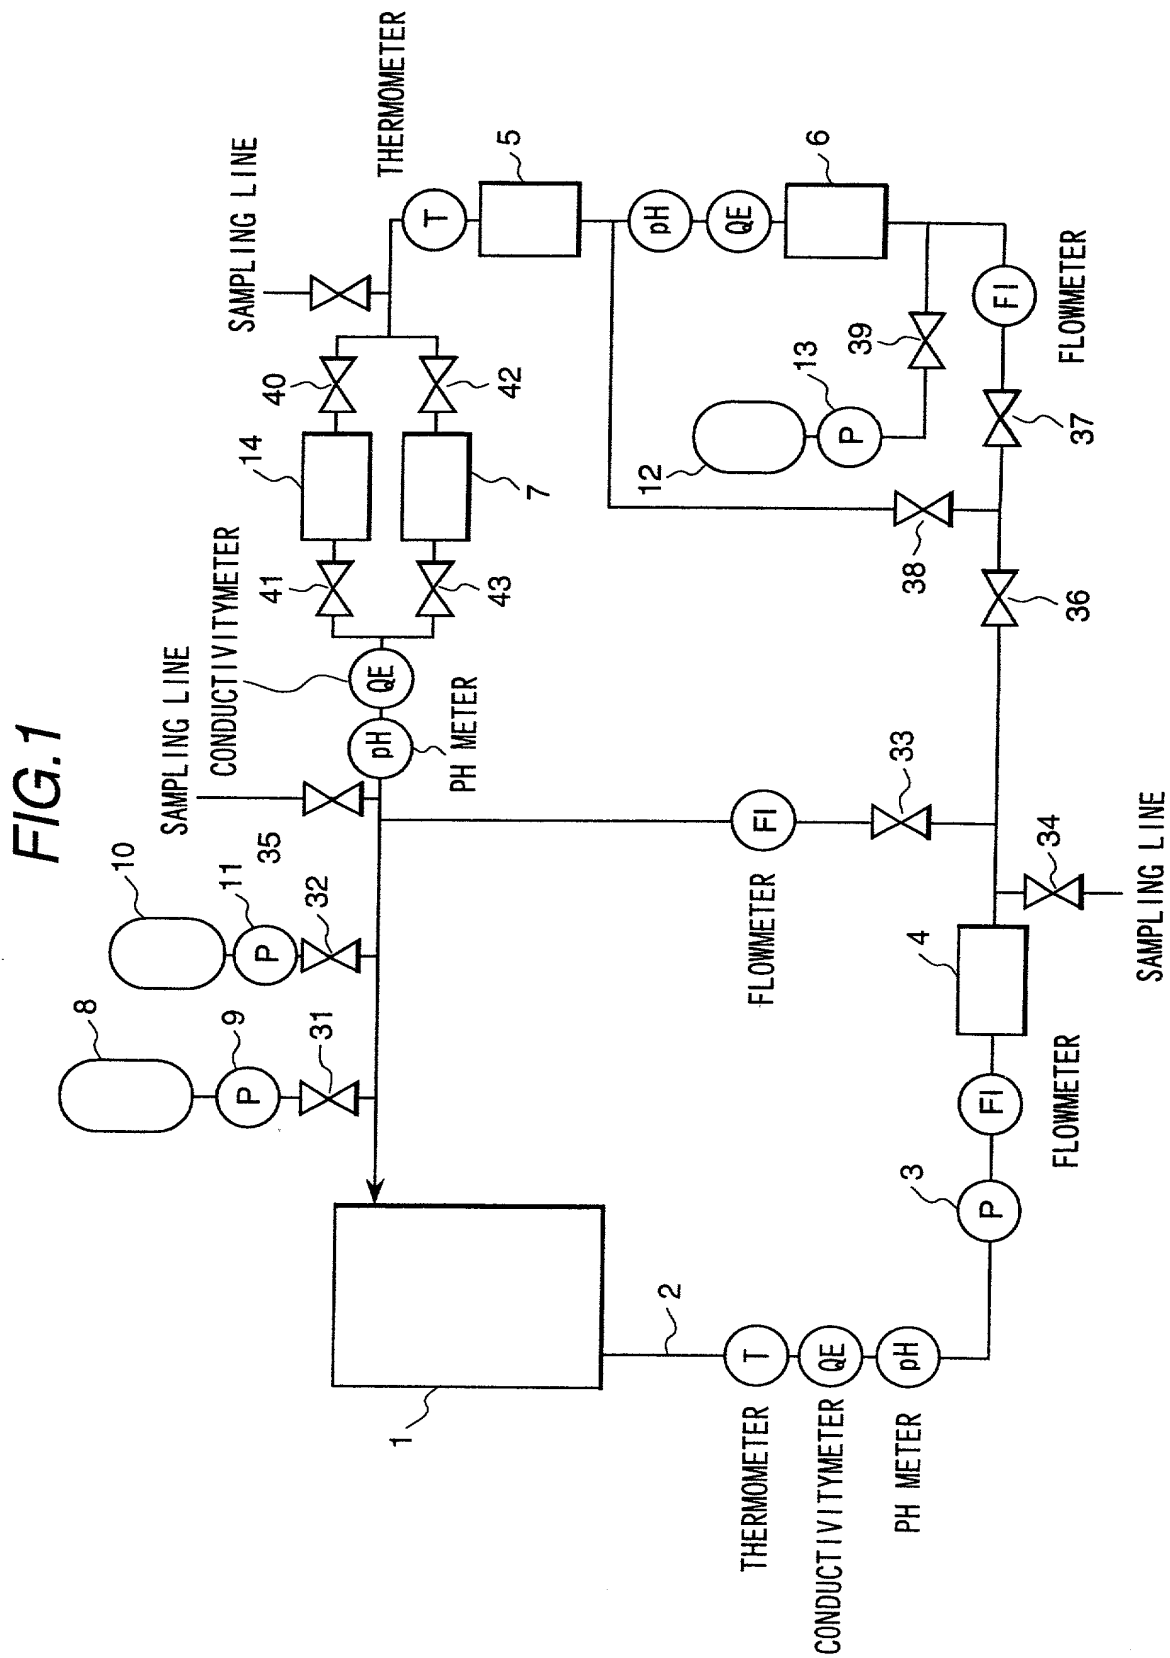 FIG.1
SAMPLING LINE
THERMOMETER
SAMPLING LINE
CONDUCTIVITYMETER
10
8
11
35
32
9
31
P
P
41
14
40
43
7
42
QE
pH
PH METER
T
5
pH
QE
6
12
13
P
39
FI
FLOWMETER
37
38
36
33
FI
FLOWMETER
34
SAMPLING LINE
4
FI
FLOWMETER
3
P
1
2
T
QE
pH
THERMOMETER
CONDUCTIVITYMETER
PH METER